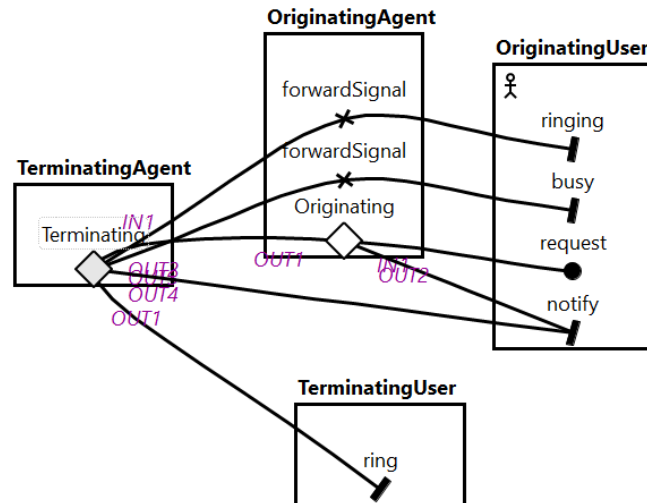 OriginatingAgent
OriginatingUser
forwardSignal
ringing
forwardSignal
TerminatingAgent
busy
Originating
IN1
Terminating
request
OUT1
IN1
OUT3
OUT2
OUT4
notify
OUT1
TerminatingUser
ring